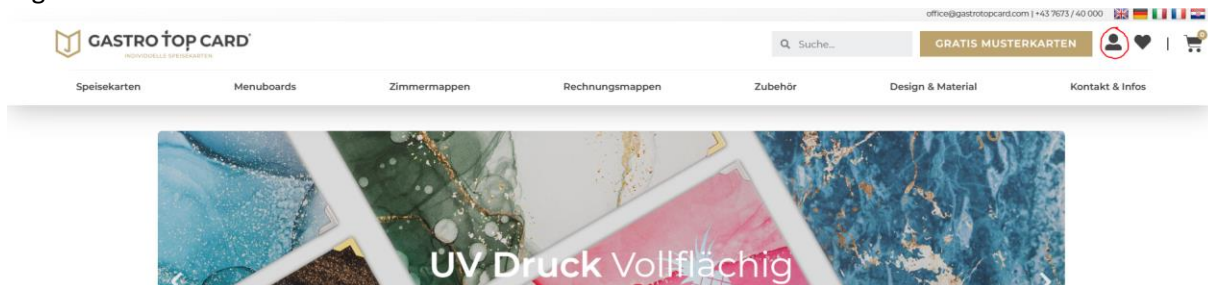 office@gastrotopcard.com | +43 7673 / 40 000
GASTRO TOP CARD
INDIVIDUELLE SPEISEKARTEN
Suche...
GRATIS MUSTERKARTEN
|
0
Speisekarten
Menuboards
Zimmermappen
Rechnungsmappen
Zubehör
Design & Material
Kontakt & Infos
UV Druck Vollflächig